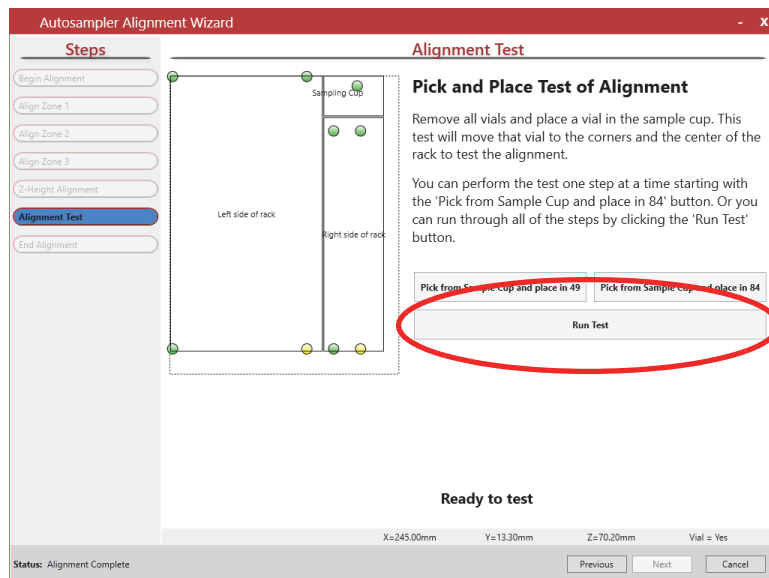 Autosampler Alignment Wizard
- X
Steps
Alignment Test
Begin Alignment
Align Zone 1
Align Zone 2
Align Zone 3
Z-Height Alignment
Alignment Test
End Alignment
Sampling Cup
Left side of rack
Right side of rack
Pick and Place Test of Alignment
Remove all vials and place a vial in the sample cup. This
test will move that vial to the corners and the center of the
rack to test the alignment.
You can perform the test one step at a time starting with
the 'Pick from Sample Cup and place in 84' button. Or you
can run through all of the steps by clicking the 'Run Test'
button.
Pick from Sample Cup and place in 49
Pick from Sample Cup and place in 84
Run Test
Ready to test
X=245.00mm Y=13.30mm Z=70.20mm Vial = Yes
Status: Alignment Complete
Previous
Next
Cancel